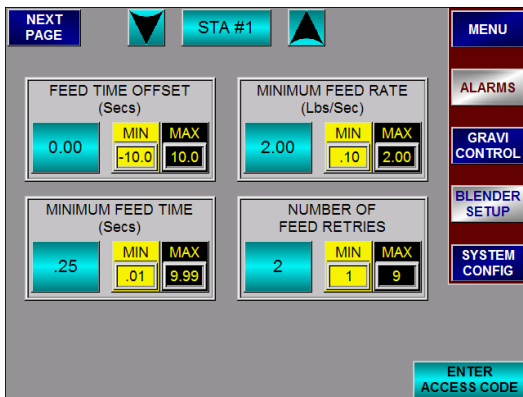 NEXT
PAGE
STA #1
MENU
ALARMS
GRAVI
CONTROL
BLENDER
SETUP
SYSTEM
CONFIG
FEED TIME OFFSET
(Secs)
0.00
MIN
-10.0
MAX
10.0
MINIMUM FEED RATE
(Lbs/Sec)
2.00
MIN
.10
MAX
2.00
MINIMUM FEED TIME
(Secs)
.25
MIN
.01
MAX
9.99
NUMBER OF
FEED RETRIES
2
MIN
1
MAX
9
ENTER
ACCESS CODE